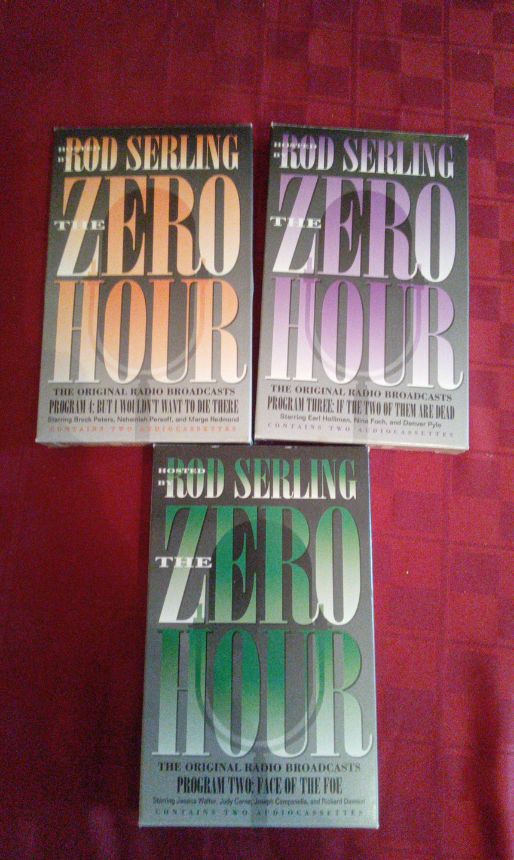 HOSTED
BY ROD SERLING
THE ZERO
HOUR
THE ORIGINAL RADIO BROADCASTS
PROGRAM 4: BUT I WOULDN'T WANT TO DIE THERE
Starring Brock Peters, Nehemiah Persoff, and Marge Redmond
CONTAINS TWO AUDIOCASSETTES
HOSTED
BY ROD SERLING
THE ZERO
HOUR
THE ORIGINAL RADIO BROADCASTS
PROGRAM THREE: IF THE TWO OF THEM ARE DEAD
Starring Earl Holliman, Nina Foch, and Denver Pyle
CONTAINS TWO AUDIOCASSETTES
HOSTED
BY ROD SERLING
THE ZERO
HOUR
THE ORIGINAL RADIO BROADCASTS
PROGRAM TWO: FACE OF THE FOE
Starring Jessica Walter, Judy Carne, Joseph Campanella, and Richard Dawson
CONTAINS TWO AUDIOCASSETTES